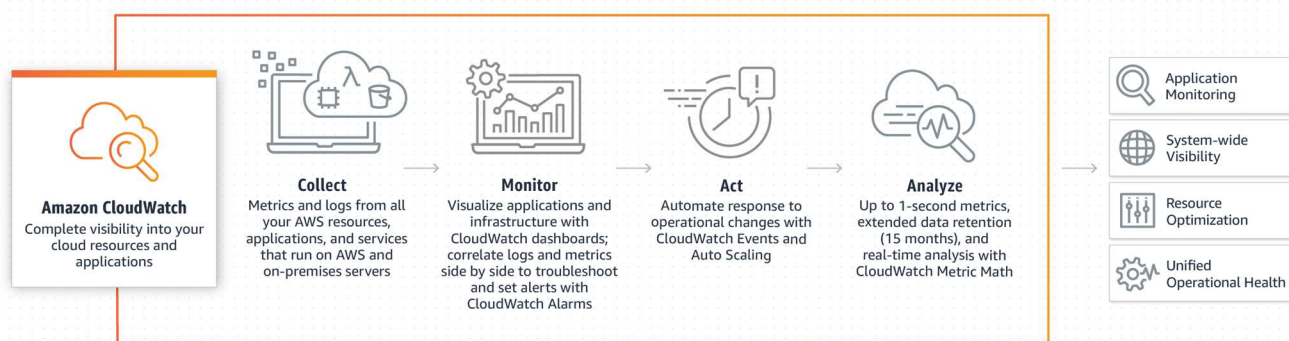 Amazon CloudWatch
Complete visibility into your
cloud resources and
applications
Collect
Metrics and logs from all
your AWS resources,
applications, and services
that run on AWS and
on-premises servers
Monitor
Visualize applications and
infrastructure with
CloudWatch dashboards;
correlate logs and metrics
side by side to troubleshoot
and set alerts with
CloudWatch Alarms
Act
Automate response to
operational changes with
CloudWatch Events and
Auto Scaling
Analyze
Up to 1-second metrics,
extended data retention
(15 months), and
real-time analysis with
CloudWatch Metric Math
Application
Monitoring
System-wide
Visibility
Resource
Optimization
Unified
Operational Health